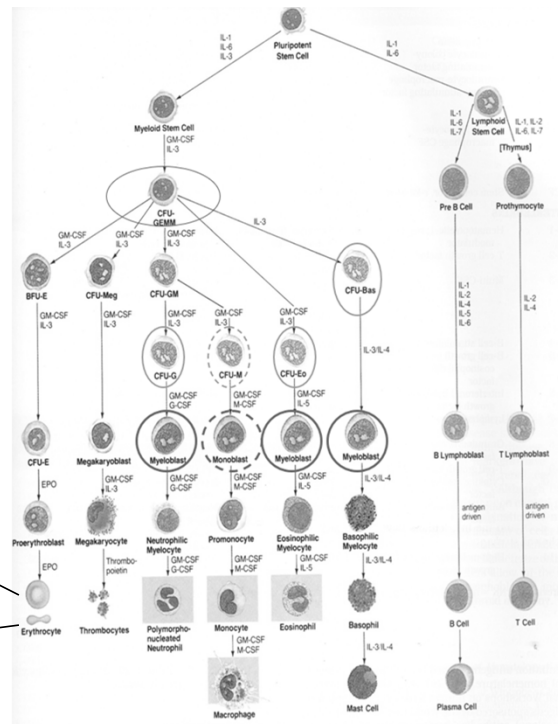 IL-1
IL-6
IL-3
Pluripotent
Stem Cell
IL-1
IL-6
Myeloid Stem Cell
GM-CSF
IL-3
Lymphoid
Stem Cell
IL-1
IL-6
IL-7
IL-1, IL-2
IL-6, IL-7
[Thymus]
CFU-
GEMM
Pre B Cell
Prothymocyte
GM-CSF
IL-3
GM-CSF
IL-3
GM-CSF
IL-3
IL-3
BFU-E
CFU-Meg
CFU-GM
CFU-Bas
GM-CSF
IL-3
GM-CSF
IL-3
GM-CSF
IL-3
GM-CSF
IL-3
GM-CSF
IL-3
IL-1
IL-2
IL-4
IL-5
IL-6
IL-2
IL-4
CFU-G
CFU-M
CFU-Eo
IL-3/IL-4
GM-CSF
G-CSF
GM-CSF
M-CSF
GM-CSF
IL-5
CFU-E
Megakaryoblast
Myeloblast
Monoblast
Myeloblast
Myeloblast
B Lymphoblast
T Lymphoblast
EPO
GM-CSF
IL-3
GM-CSF
G-CSF
GM-CSF
M-CSF
GM-CSF
IL-5
IL-3/IL-4
antigen
driven
antigen
driven
Proerythroblast
Megakaryocyte
Neutrophilic
Myelocyte
Promonocyte
Eosinophilic
Myelocyte
Basophilic
Myelocyte
EPO
Thrombo-
poietin
GM-CSF
G-CSF
GM-CSF
M-CSF
GM-CSF
IL-5
IL-3/IL-4
Erythrocyte
Thrombocytes
Polymorpho-
nucleated
Neutrophil
Monocyte
Eosinophil
Basophil
B Cell
T Cell
GM-CSF
M-CSF
IL-3/IL-4
Macrophage
Mast Cell
Plasma Cell